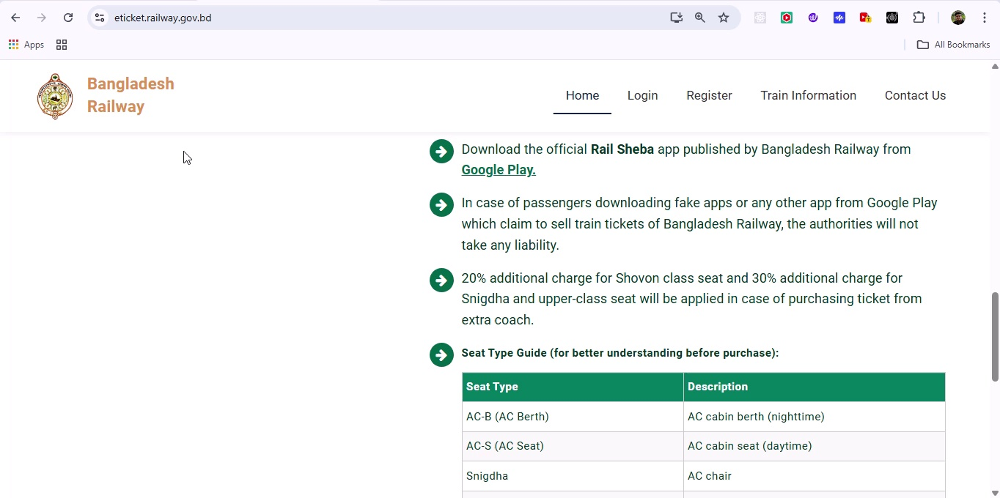 eticket.railway.gov.bd
Apps
All Bookmarks
Bangladesh
Railway
Home
Login
Register
Train Information
Contact Us
Download the official Rail Sheba app published by Bangladesh Railway from
Google Play.
In case of passengers downloading fake apps or any other app from Google Play
which claim to sell train tickets of Bangladesh Railway, the authorities will not
take any liability.
20% additional charge for Shovon class seat and 30% additional charge for
Snigdha and upper-class seat will be applied in case of purchasing ticket from
extra coach.
Seat Type Guide (for better understanding before purchase):
Seat Type Description
AC-B (AC Berth) AC cabin berth (nighttime)
AC-S (AC Seat) AC cabin seat (daytime)
Snigdha AC chair